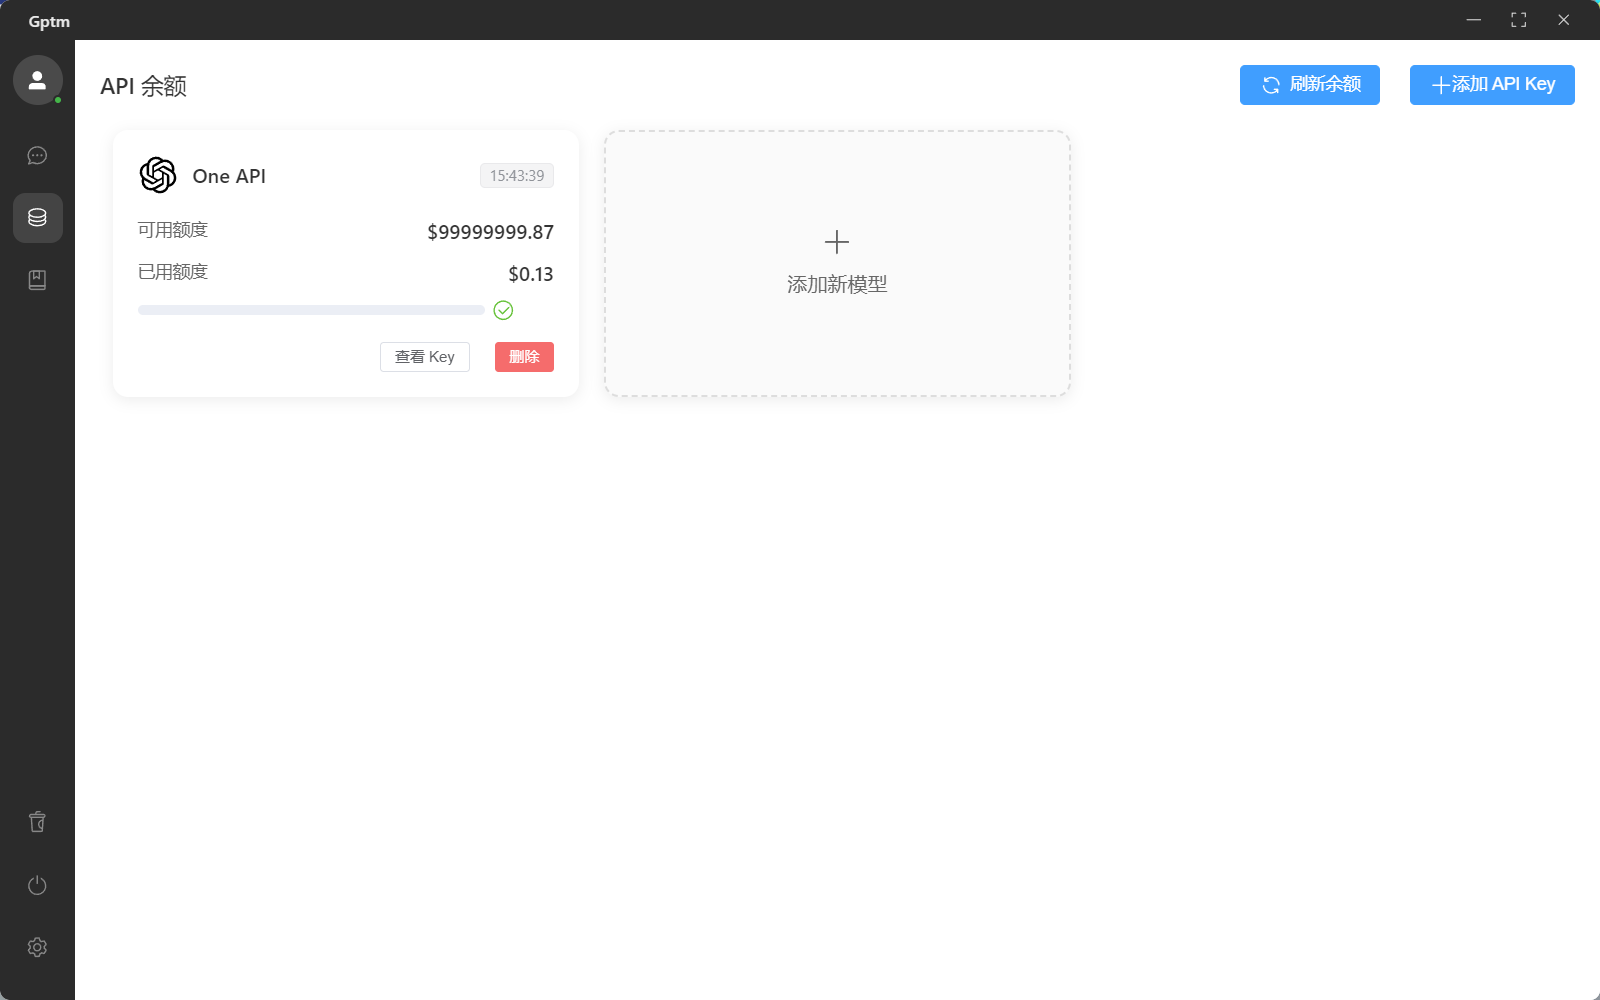 Gptm
API 余额
刷新余额
添加 API Key
One API
15:43:39
可用额度
$99999999.87
已用额度
$0.13
查看 Key
删除
添加新模型